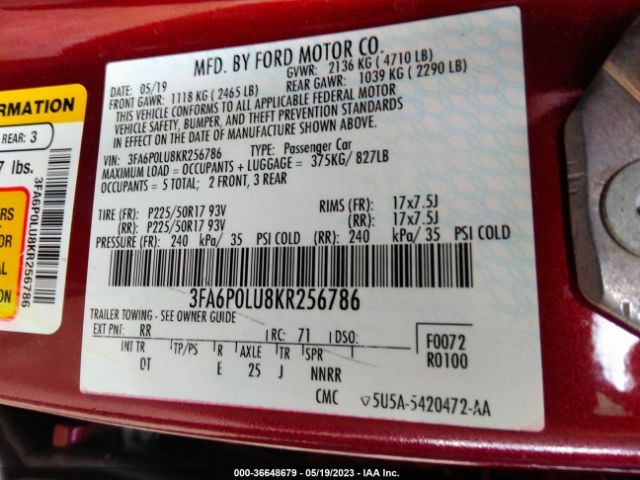 MFD. BY FORD MOTOR CO.
DATE: 05/19 GVWR: 2136 KG ( 4710 LB)
FRONT GAWR: 1118 KG ( 2465 LB) REAR GAWR: 1039 KG ( 2290 LB)
THIS VEHICLE CONFORMS TO ALL APPLICABLE FEDERAL MOTOR
VEHICLE SAFETY, BUMPER, AND THEFT PREVENTION STANDARDS
IN EFFECT ON THE DATE OF MANUFACTURE SHOWN ABOVE.
VIN: 3FA6P0LU8KR256786 TYPE: Passenger Car
MAXIMUM LOAD = OCCUPANTS + LUGGAGE = 375KG/ 827LB
OCCUPANTS = 5 TOTAL; 2 FRONT, 3 REAR
TIRE (FR): P225/50R17 93V RIMS (FR): 17x7.5J
(RR): P225/50R17 93V (RR): 17x7.5J
PRESSURE (FR): 240 kPa/ 35 PSI COLD (RR): 240 kPa/ 35 PSI COLD
3FA6P0LU8KR256786
TRAILER TOWING - SEE OWNER GUIDE
EXT PNT: RR RC: 71 DSO: F0072
INT TR TP/PS R AXLE TR SPR R0100
DT E 25 J NNRR
CMC ▽5U5A-5420472-AA
ORMATION
REAR: 3
7 lbs.
3FA6P0LU8KR256786
RS
OR
000-36648679 — 05/19/2023 — IAA Inc.